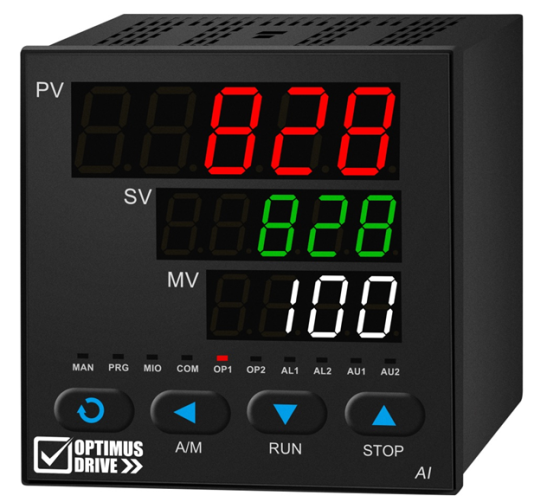 PV 828
SV 828
MV 100
MAN PRG MIO COM OP1 OP2 AL1 AL2 AU1 AU2
A/M RUN STOP
OPTIMUS
DRIVE
AI